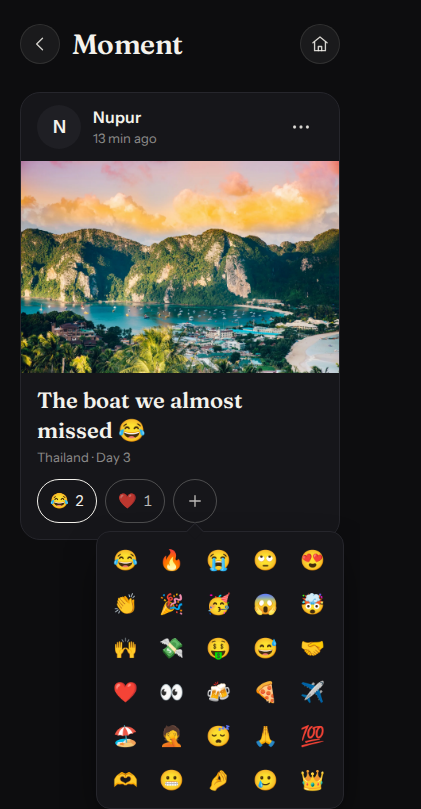 Moment
N
Nupur
13 min ago
The boat we almost
missed 😂
Thailand · Day 3
😂 2
❤️ 1
+
😂 🔥 😭 🙄 😍
👏 🎉 🥳 😱 🤯
🙌 💸 🤑 😅 🤝
❤️ 👀 🍻 🍕 ✈️
🏖️ 🤦 😴 🙏 💯
🫶 😬 🤌 🥲 👑